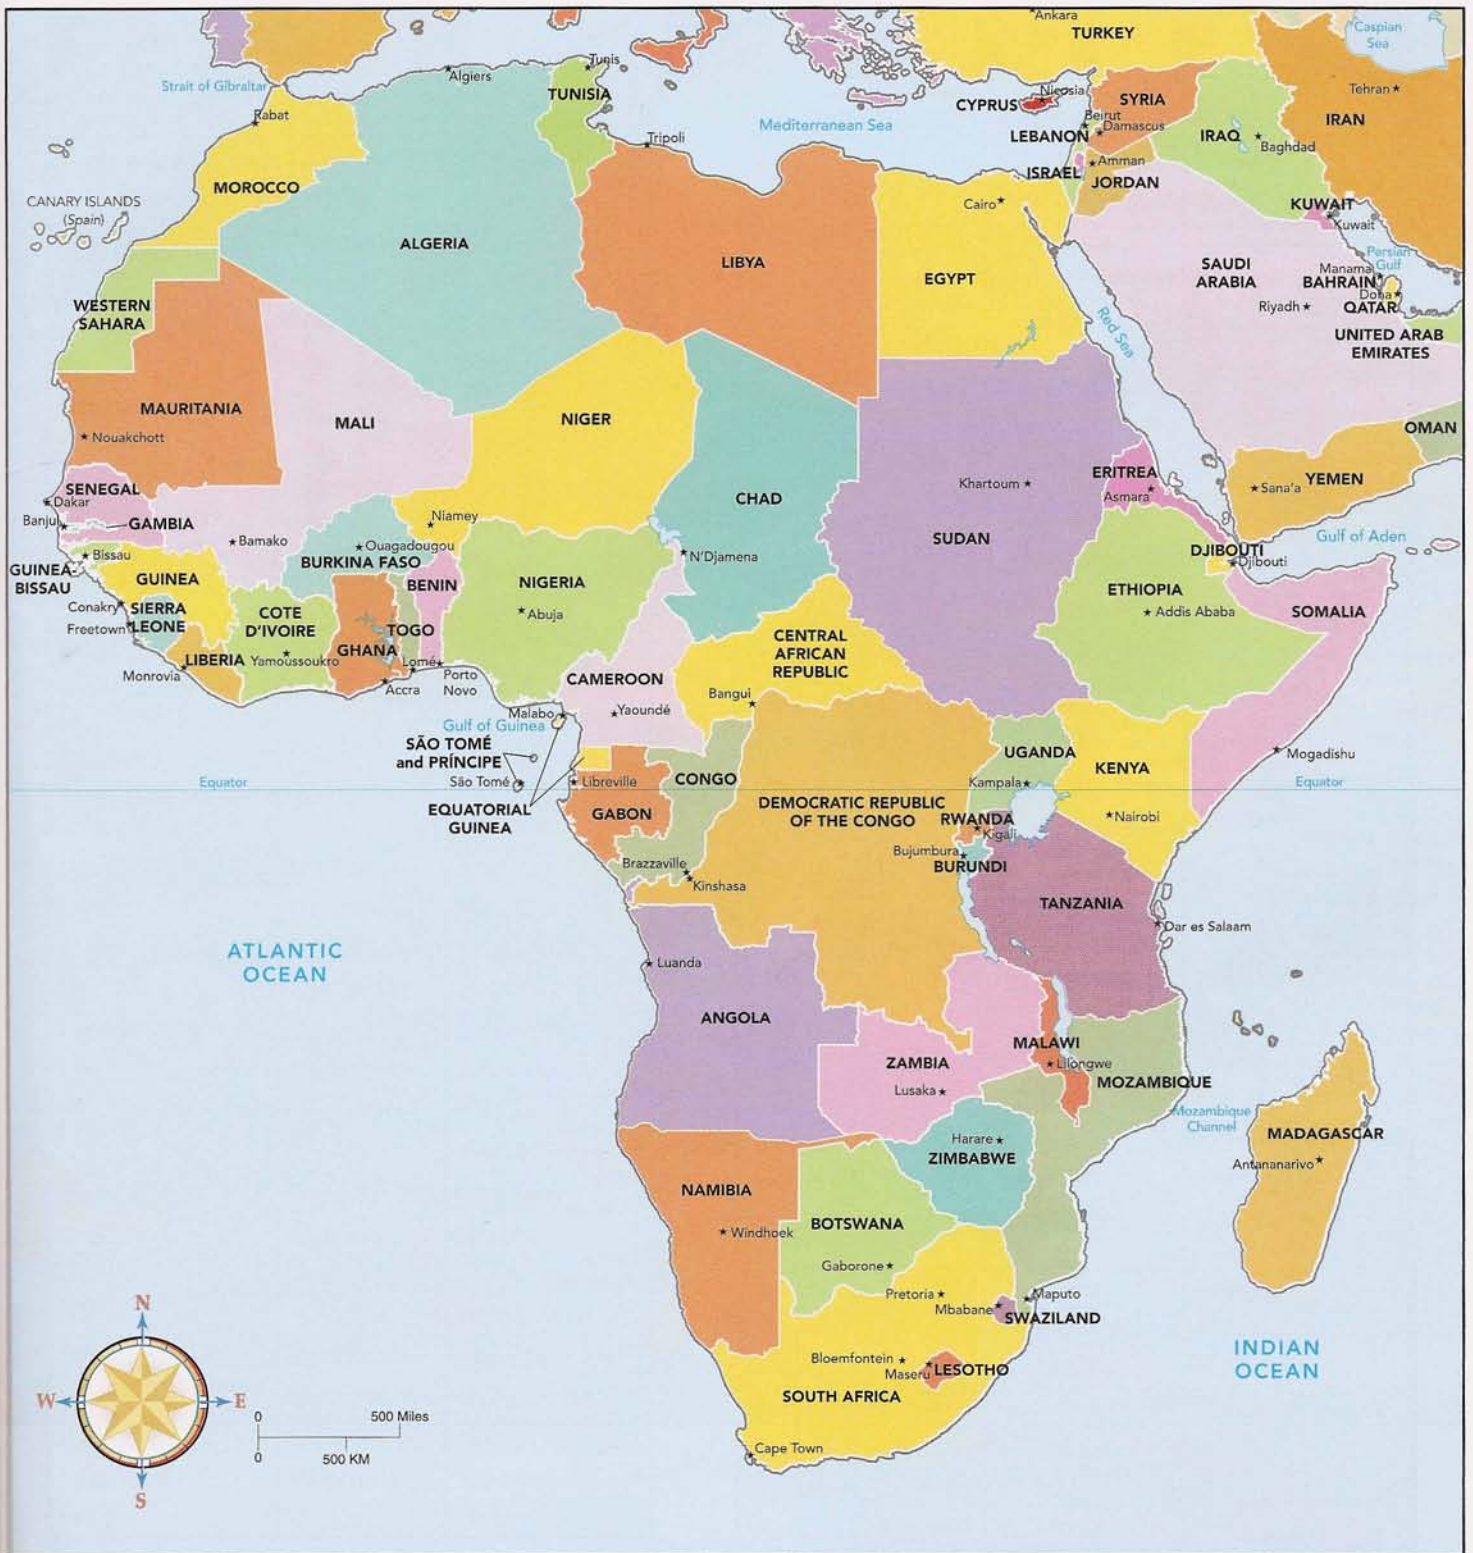 Ankara
TURKEY
Caspian
Sea
Tunis
Algiers
Strait of Gibraltar
TUNISIA
Nicosia
CYPRUS
SYRIA
Tehran
IRAN
Rabat
Tripoli
Mediterranean Sea
Beirut
Damascus
LEBANON
IRAQ
Baghdad
Amman
ISRAEL
JORDAN
MOROCCO
CANARY ISLANDS
(Spain)
Cairo
KUWAIT
Kuwait
ALGERIA
LIBYA
EGYPT
SAUDI
ARABIA
Persian
Gulf
Manama
BAHRAIN
Doha
QATAR
Riyadh
WESTERN
SAHARA
Red Sea
UNITED ARAB
EMIRATES
MAURITANIA
MALI
NIGER
OMAN
Nouakchott
SENEGAL
Dakar
CHAD
Khartoum
ERITREA
Asmara
Sana'a
YEMEN
Banjul
GAMBIA
Niamey
Bamako
Ouagadougou
BURKINA FASO
N'Djamena
SUDAN
Gulf of Aden
DJIBOUTI
Djibouti
Bissau
GUINEA-
BISSAU
GUINEA
BENIN
NIGERIA
Abuja
ETHIOPIA
Addis Ababa
SOMALIA
Conakry
SIERRA
LEONE
Freetown
COTE
D'IVOIRE
Yamoussoukro
GHANA
TOGO
CENTRAL
AFRICAN
REPUBLIC
LIBERIA
Monrovia
Lomé
Accra
Porto
Novo
CAMEROON
Yaoundé
Bangui
Malabo
Gulf of Guinea
SÃO TOMÉ
and PRÍNCIPE
São Tomé
Libreville
CONGO
UGANDA
Kampala
KENYA
Mogadishu
Equator
Equator
EQUATORIAL
GUINEA
GABON
DEMOCRATIC REPUBLIC
OF THE CONGO
RWANDA
Kigali
Nairobi
Bujumbura
BURUNDI
Brazzaville
Kinshasa
TANZANIA
Dar es Salaam
ATLANTIC
OCEAN
Luanda
ANGOLA
ZAMBIA
Lusaka
MALAWI
Lilongwe
MOZAMBIQUE
Mozambique
Channel
MADAGASCAR
Antananarivo
Harare
ZIMBABWE
NAMIBIA
Windhoek
BOTSWANA
Gaborone
Pretoria
Mbabane
Maputo
SWAZILAND
Bloemfontein
Maseru
LESOTHO
SOUTH AFRICA
Cape Town
INDIAN
OCEAN
N
W
E
S
0
500 Miles
0
500 KM